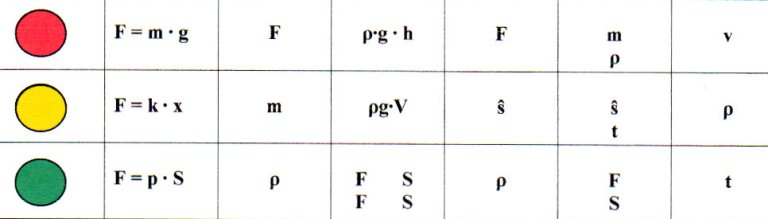 F = m · g F ρ·g · h F m v
ρ
F = k · x m ρg·V ŝ ŝ ρ
t
F = p · S ρ F S ρ F t
F S S